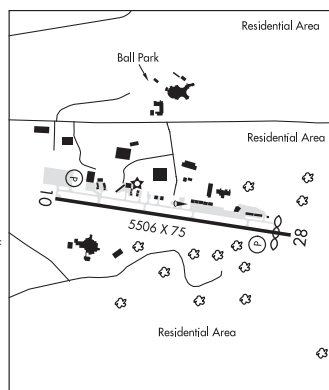 Residential Area
Ball Park
Residential Area
P
10
5506 X 75
P
28
Residential Area